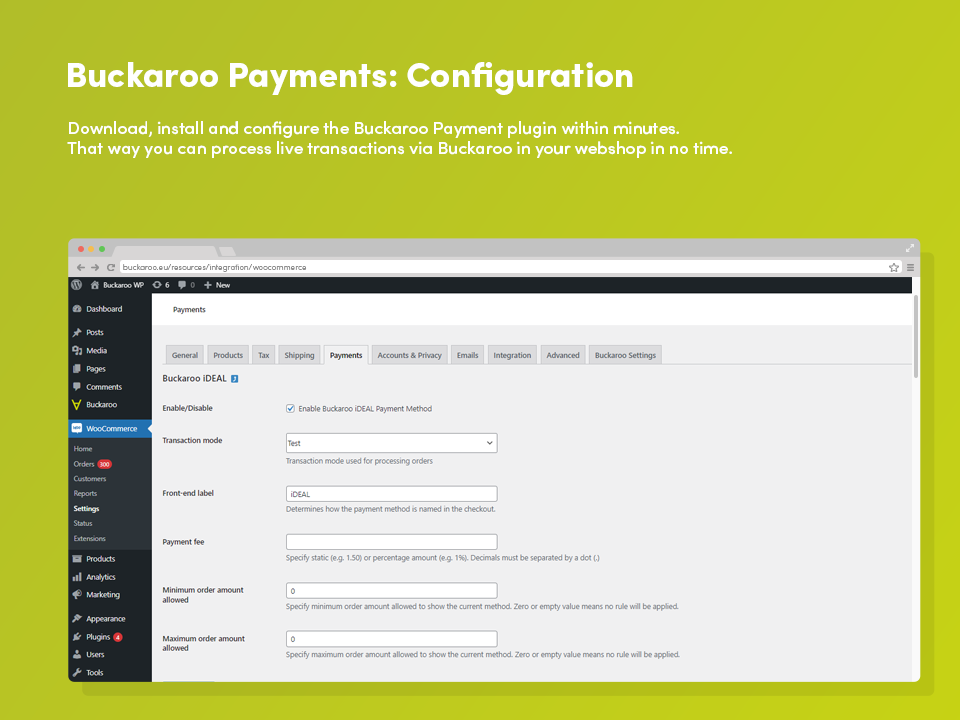 Buckaroo Payments: Configuration
Download, install and configure the Buckaroo Payment plugin within minutes.
That way you can process live transactions via Buckaroo in your webshop in no time.
buckaroo.eu/resources/integration/woocommerce
Buckaroo WP 6 0 New
Dashboard
Posts
Media
Pages
Comments
Buckaroo
WooCommerce
Home
Orders 300
Customers
Reports
Settings
Status
Extensions
Products
Analytics
Marketing
Appearance
Plugins 4
Users
Tools
Payments
General Products Tax Shipping Payments Accounts & Privacy Emails Integration Advanced Buckaroo Settings
Buckaroo iDEAL
Enable/Disable
Enable Buckaroo iDEAL Payment Method
Transaction mode
Test
Transaction mode used for processing orders
Front-end label
iDEAL
Determines how the payment method is named in the checkout.
Payment fee
Specify static (e.g. 1.50) or percentage amount (e.g. 1%). Decimals must be separated by a dot (.)
Minimum order amount
allowed
0
Specify minimum order amount allowed to show the current method. Zero or empty value means no rule will be applied.
Maximum order amount
allowed
0
Specify maximum order amount allowed to show the current method. Zero or empty value means no rule will be applied.